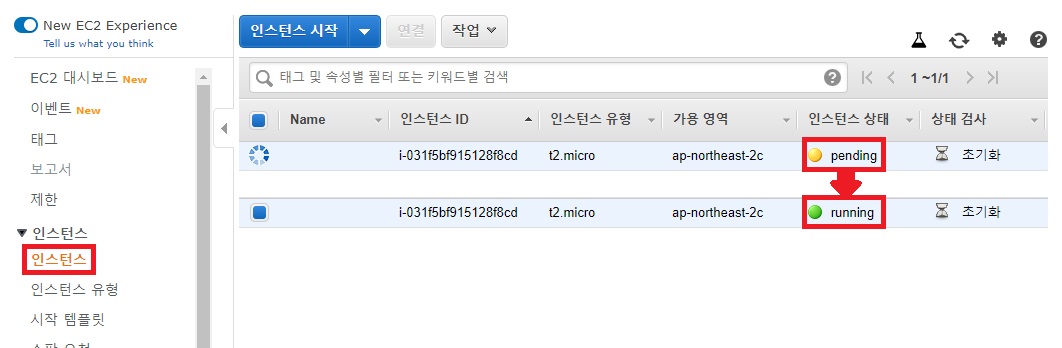 New EC2 Experience
Tell us what you think
EC2 대시보드 New
이벤트 New
태그
보고서
제한
인스턴스
인스턴스
인스턴스 유형
시작 템플릿
스팟 요청
인스턴스 시작 연결 작업
태그 및 속성별 필터 또는 키워드별 검색 1 ~1/1
Name 인스턴스 ID 인스턴스 유형 가용 영역 인스턴스 상태 상태 검사
i-031f5bf915128f8cd t2.micro ap-northeast-2c pending 초기화
i-031f5bf915128f8cd t2.micro ap-northeast-2c running 초기화